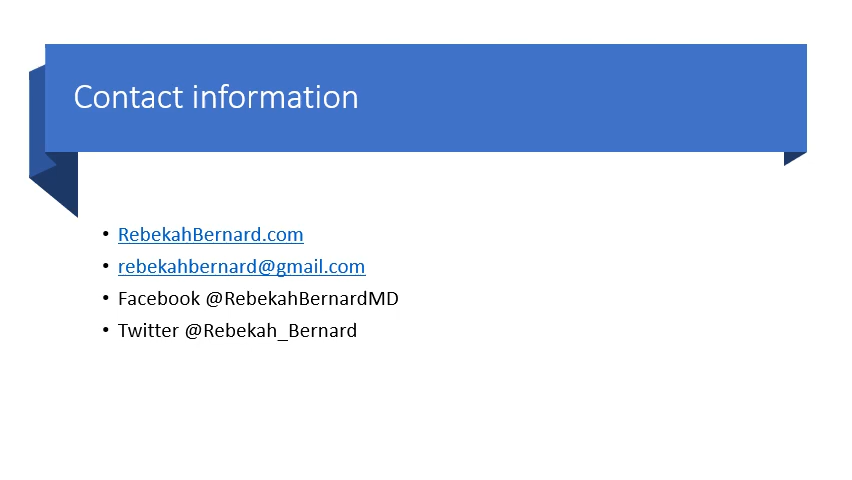 Contact information
• RebekahBernard.com
• rebekahbernard@gmail.com
• Facebook @RebekahBernardMD
• Twitter @Rebekah_Bernard